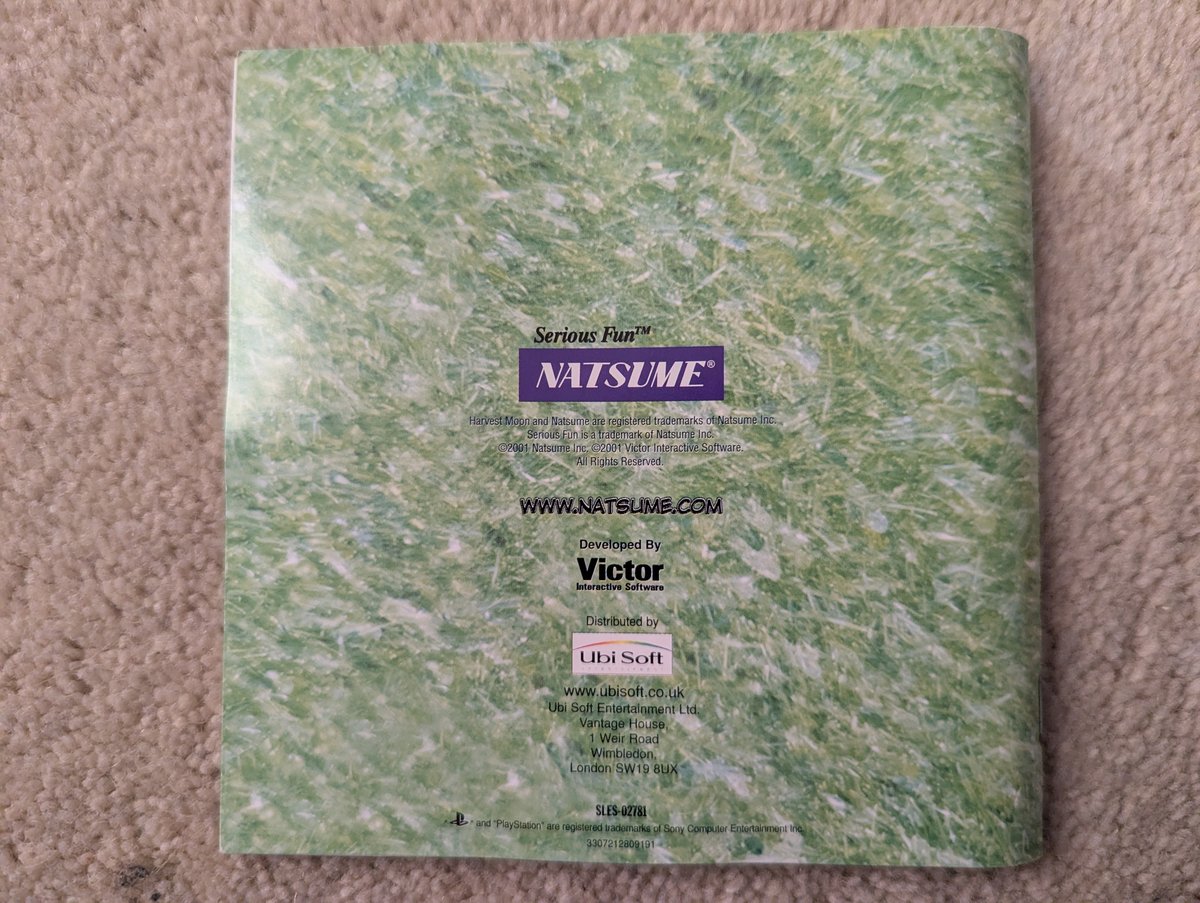 Serious Fun™
NATSUME®
Harvest Moon and Natsume are registered trademarks of Natsume Inc.
Serious Fun is a trademark of Natsume Inc.
©2001 Natsume Inc. ©2001 Victor Interactive Software.
All Rights Reserved.
WWW.NATSUME.COM
Developed By
Victor
Interactive Software
Distributed by
Ubi Soft
www.ubisoft.co.uk
Ubi Soft Entertainment Ltd,
Vantage House,
1 Weir Road
Wimbledon,
London SW19 8UX
SLES-02781
and "PlayStation" are registered trademarks of Sony Computer Entertainment Inc.
3307212809191